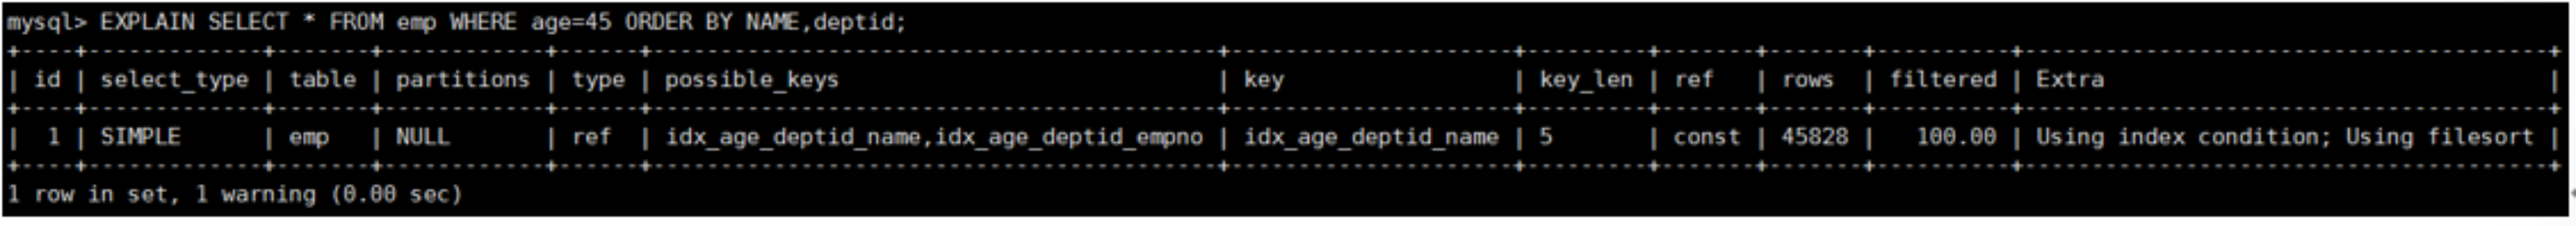 mysql> EXPLAIN SELECT * FROM emp WHERE age=45 ORDER BY NAME,deptid;
+----+-------------+-------+------------+------+----------------------------------------------+-----------------------+---------+-------+-------+----------+---------------------------------------+
| id | select_type | table | partitions | type | possible_keys                                | key                   | key_len | ref   | rows  | filtered | Extra                                 |
+----+-------------+-------+------------+------+----------------------------------------------+-----------------------+---------+-------+-------+----------+---------------------------------------+
|  1 | SIMPLE      | emp   | NULL       | ref  | idx_age_deptid_name,idx_age_deptid_empno | idx_age_deptid_name | 5       | const | 45828 |   100.00 | Using index condition; Using filesort |
+----+-------------+-------+------------+------+----------------------------------------------+-----------------------+---------+-------+-------+----------+---------------------------------------+
1 row in set, 1 warning (0.00 sec)